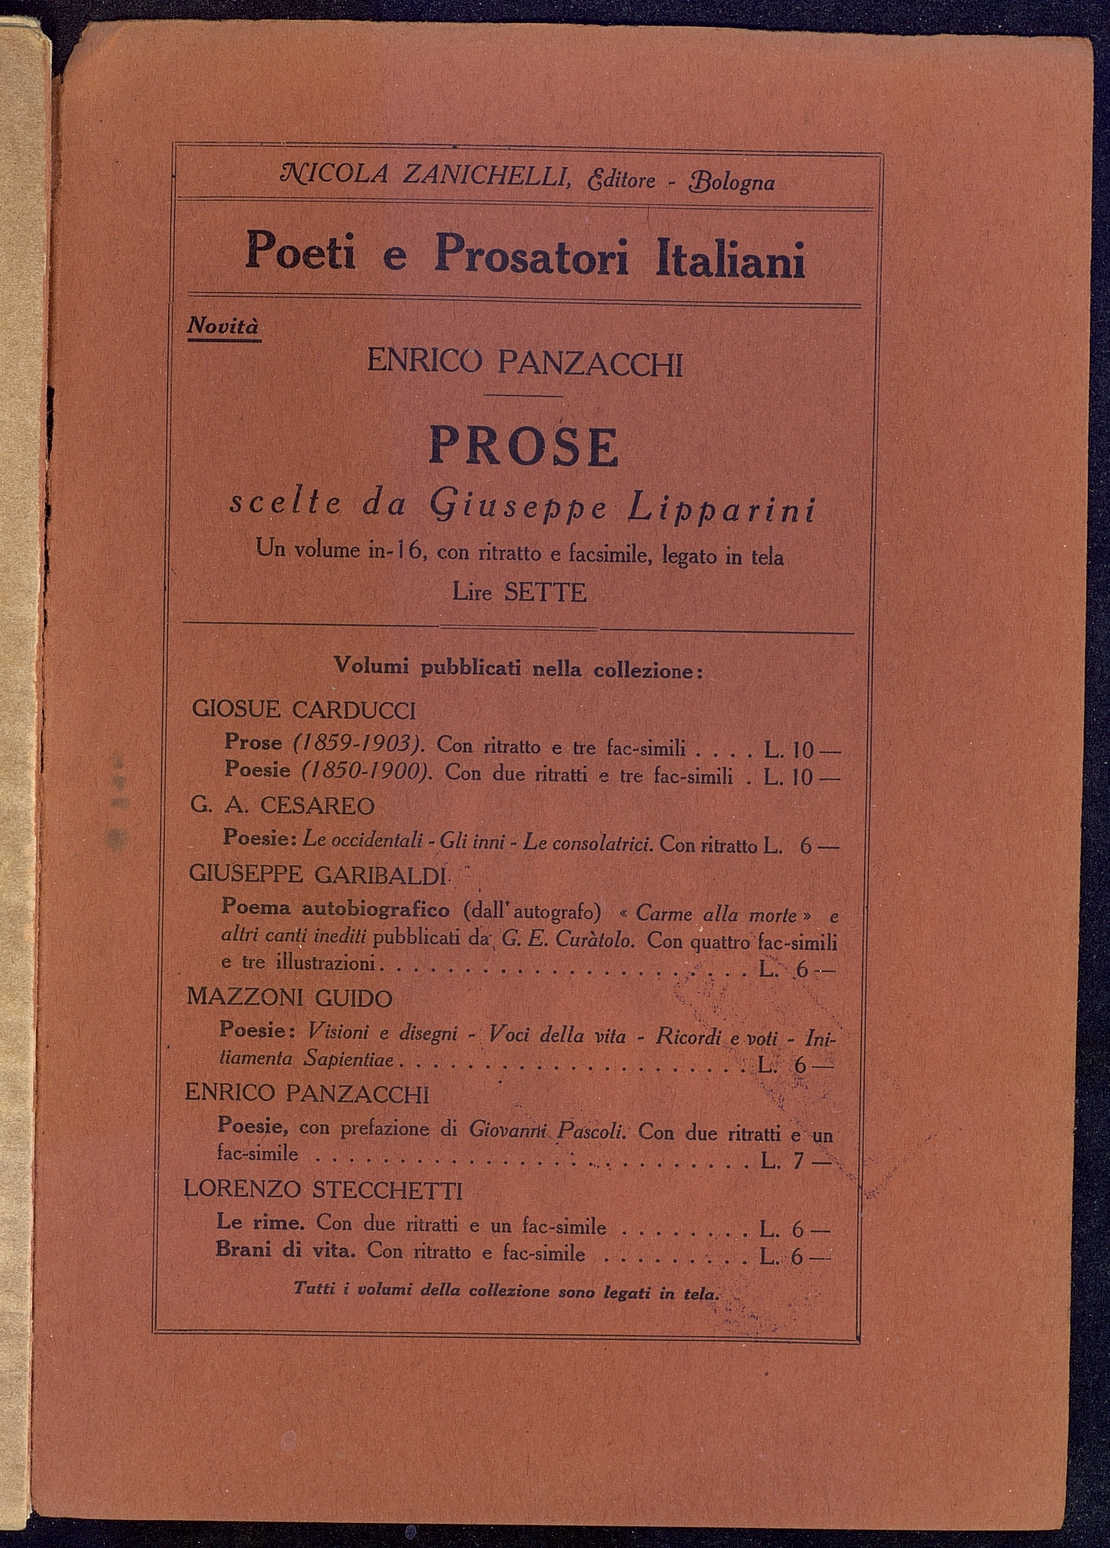 NICOLA ZANICHELLI, Editore - Bologna
Poeti e Prosatori Italiani
Novità
ENRICO PANZACCHI
PROSE
scelte da Giuseppe Lipparini
Un volume in-16, con ritratto e facsimile, legato in tela
Lire SETTE
Volumi pubblicati nella collezione:
GIOSUE CARDUCCI
Prose (1859-1903). Con ritratto e tre fac-simili . . . . L. 10 —
Poesie (1850-1900). Con due ritratti e tre fac-simili . L. 10 —
G. A. CESAREO
Poesie: Le occidentali - Gli inni - Le consolatrici. Con ritratto L. 6 —
GIUSEPPE GARIBALDI
Poema autobiografico (dall'autografo) « Carme alla morte » e
altri canti inediti pubblicati da G. E. Curàtolo. Con quattro fac-simili
e tre illustrazioni . . . . . . . . . . . . . . . . . . . . . . L. 6 —
MAZZONI GUIDO
Poesie: Visioni e disegni - Voci della vita - Ricordi e voti - Ini-
tiamenta Sapientiae . . . . . . . . . . . . . . . . . . . . . L. 6 —
ENRICO PANZACCHI
Poesie, con prefazione di Giovanni Pascoli. Con due ritratti e un
fac-simile . . . . . . . . . . . . . . . . . . . . . . . . . . L. 7 —
LORENZO STECCHETTI
Le rime. Con due ritratti e un fac-simile . . . . . . . . L. 6 —
Brani di vita. Con ritratto e fac-simile . . . . . . . . . L. 6 —
Tutti i volumi della collezione sono legati in tela.